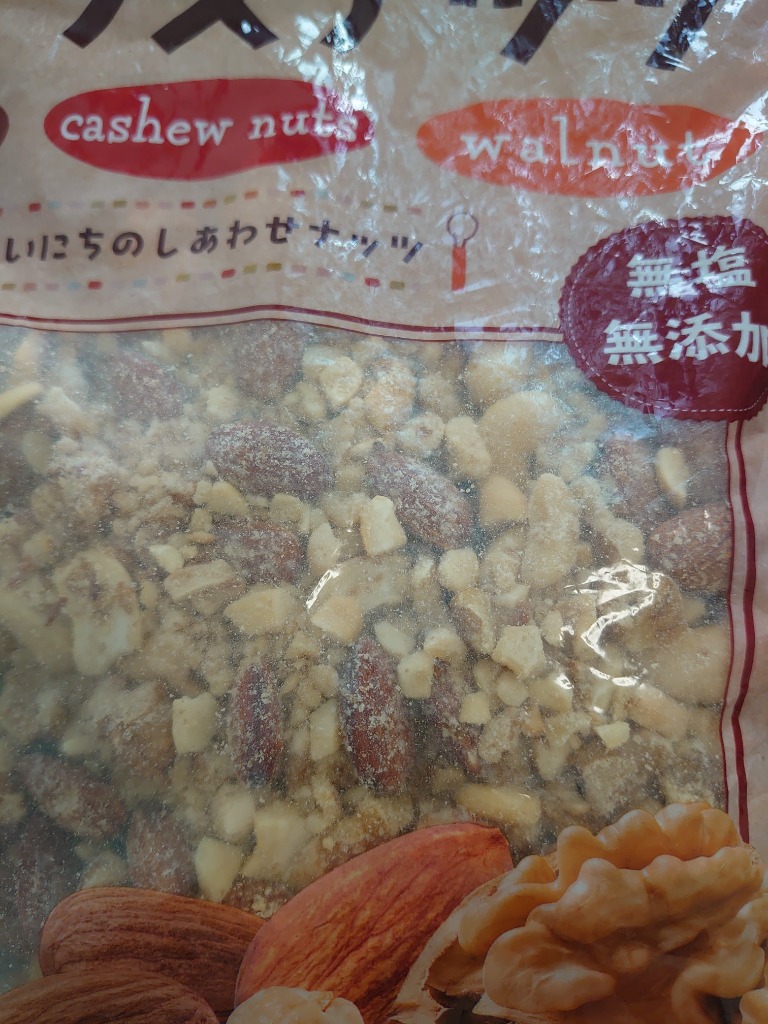 cashew nuts
walnut
いにちのしあわせナッツ
無塩
無添加